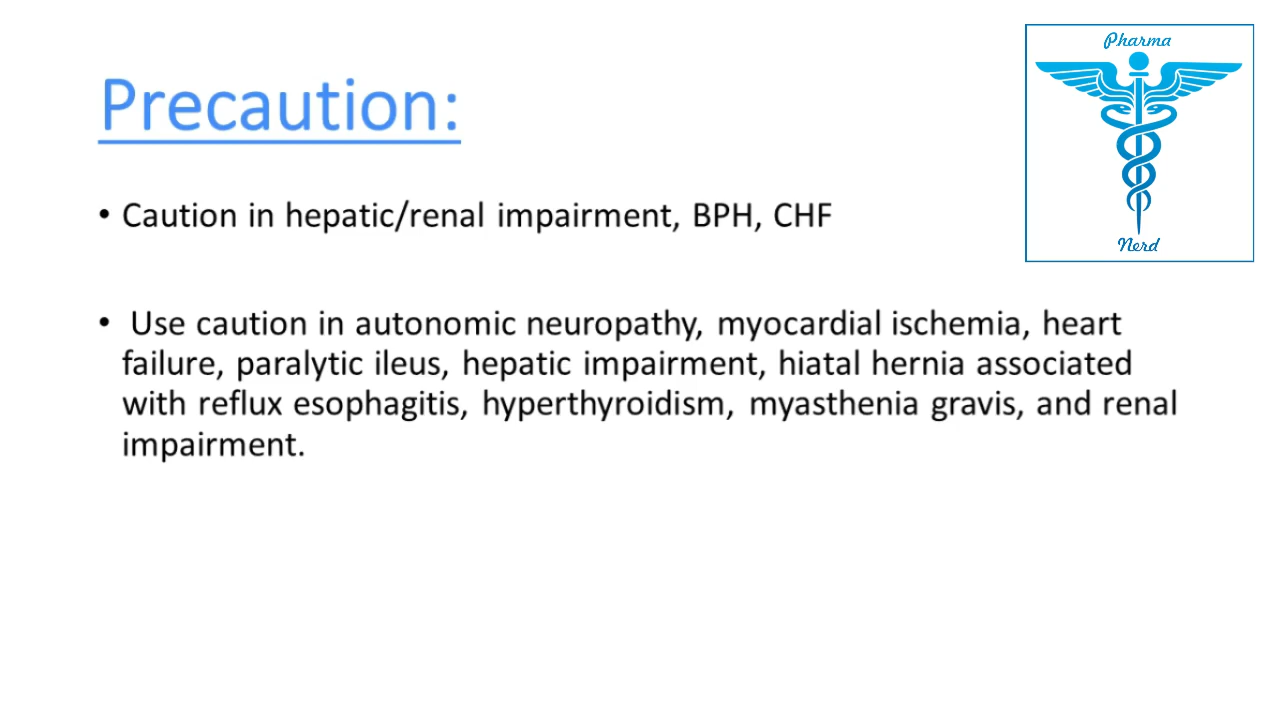 Pharma
Precaution:
• Caution in hepatic/renal impairment, BPH, CHF
Nerd
• Use caution in autonomic neuropathy, myocardial ischemia, heart
failure, paralytic ileus, hepatic impairment, hiatal hernia associated
with reflux esophagitis, hyperthyroidism, myasthenia gravis, and renal
impairment.